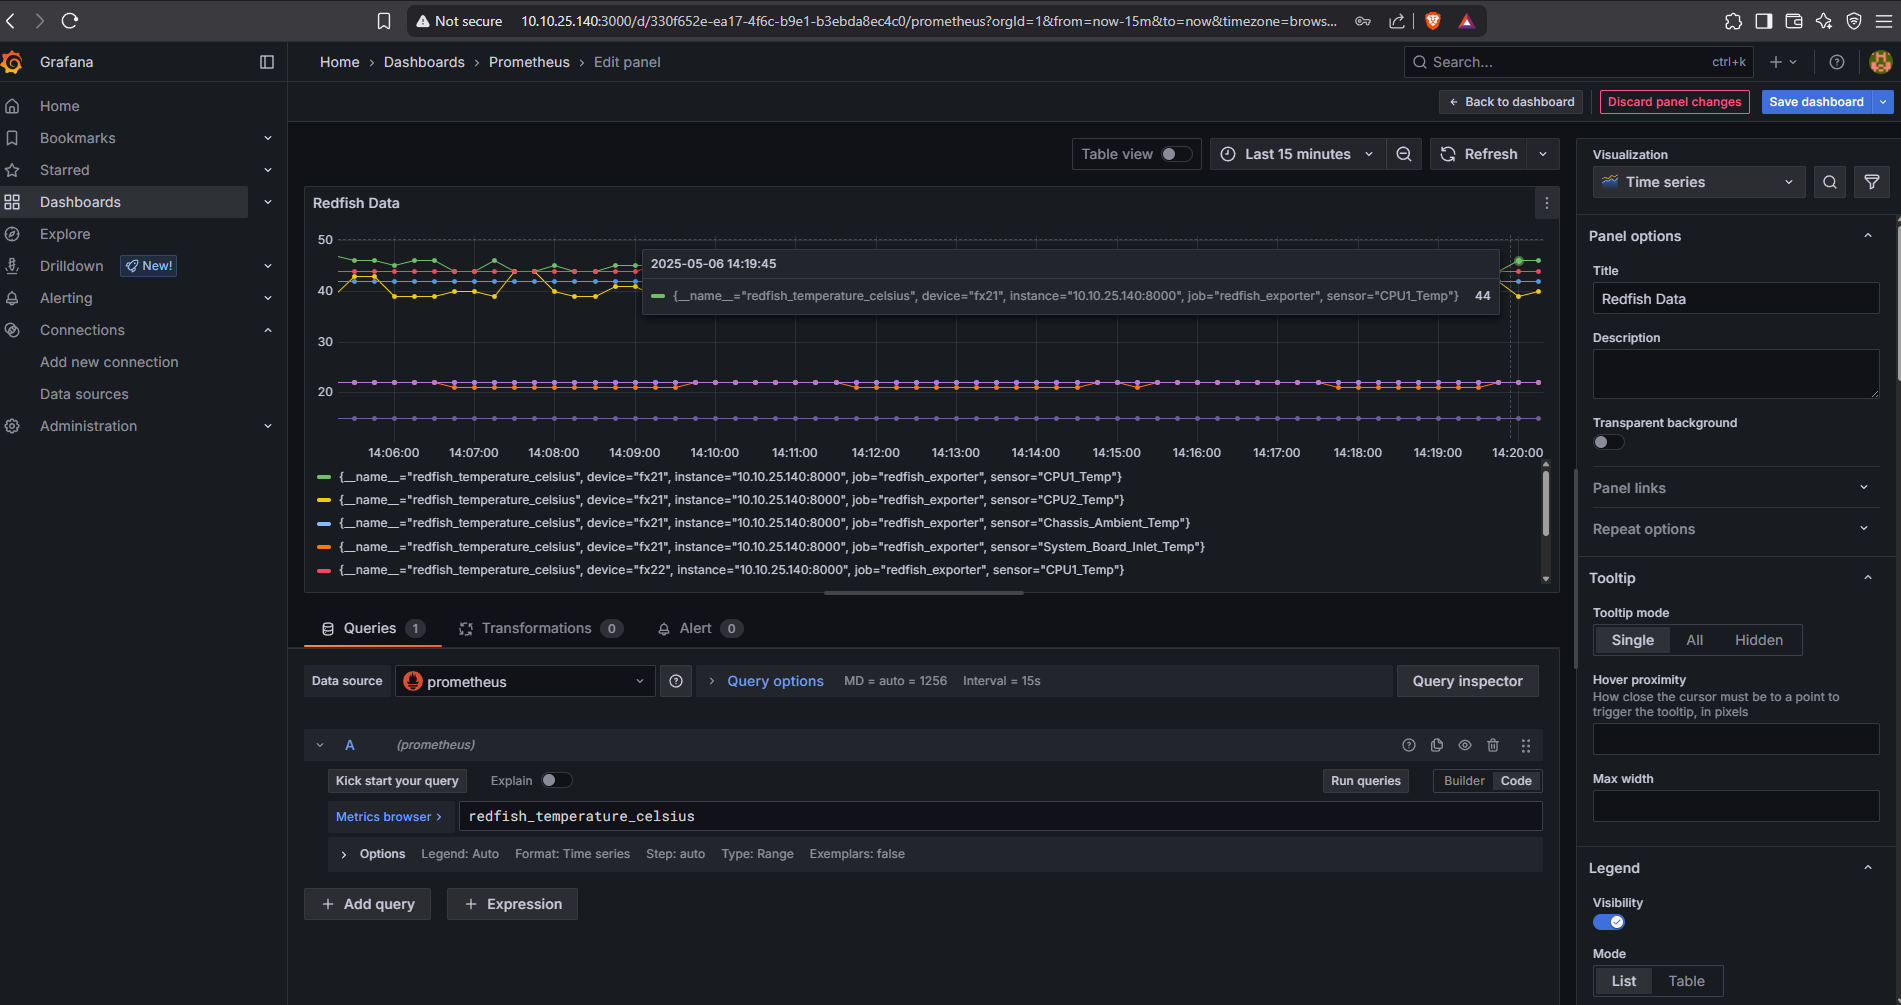 Not secure 10.10.25.140:3000/d/330f652e-ea17-4f6c-b9e1-b3ebda8ec4c0/prometheus?orgId=1&from=now-15m&to=now&timezone=brows...
Grafana
Home › Dashboards › Prometheus › Edit panel
Search... ctrl+k
Back to dashboard
Discard panel changes
Save dashboard
Home
Bookmarks
Starred
Dashboards
Explore
Drilldown New!
Alerting
Connections
Add new connection
Data sources
Administration
Table view
Last 15 minutes
Refresh
Redfish Data
50
40
30
20
2025-05-06 14:19:45
{__name__="redfish_temperature_celsius", device="fx21", instance="10.10.25.140:8000", job="redfish_exporter", sensor="CPU1_Temp"} 44
14:06:00 14:07:00 14:08:00 14:09:00 14:10:00 14:11:00 14:12:00 14:13:00 14:14:00 14:15:00 14:16:00 14:17:00 14:18:00 14:19:00 14:20:00
{__name__="redfish_temperature_celsius", device="fx21", instance="10.10.25.140:8000", job="redfish_exporter", sensor="CPU1_Temp"}
{__name__="redfish_temperature_celsius", device="fx21", instance="10.10.25.140:8000", job="redfish_exporter", sensor="CPU2_Temp"}
{__name__="redfish_temperature_celsius", device="fx21", instance="10.10.25.140:8000", job="redfish_exporter", sensor="Chassis_Ambient_Temp"}
{__name__="redfish_temperature_celsius", device="fx21", instance="10.10.25.140:8000", job="redfish_exporter", sensor="System_Board_Inlet_Temp"}
{__name__="redfish_temperature_celsius", device="fx22", instance="10.10.25.140:8000", job="redfish_exporter", sensor="CPU1_Temp"}
Queries 1
Transformations 0
Alert 0
Data source
prometheus
Query options MD = auto = 1256 Interval = 15s
Query inspector
A (prometheus)
Kick start your query
Explain
Run queries
Builder Code
Metrics browser >
redfish_temperature_celsius
Options Legend: Auto Format: Time series Step: auto Type: Range Exemplars: false
+ Add query
+ Expression
Visualization
Time series
Panel options
Title
Redfish Data
Description
Transparent background
Panel links
Repeat options
Tooltip
Tooltip mode
Single All Hidden
Hover proximity
How close the cursor must be to a point to
trigger the tooltip, in pixels
Max width
Legend
Visibility
Mode
List Table